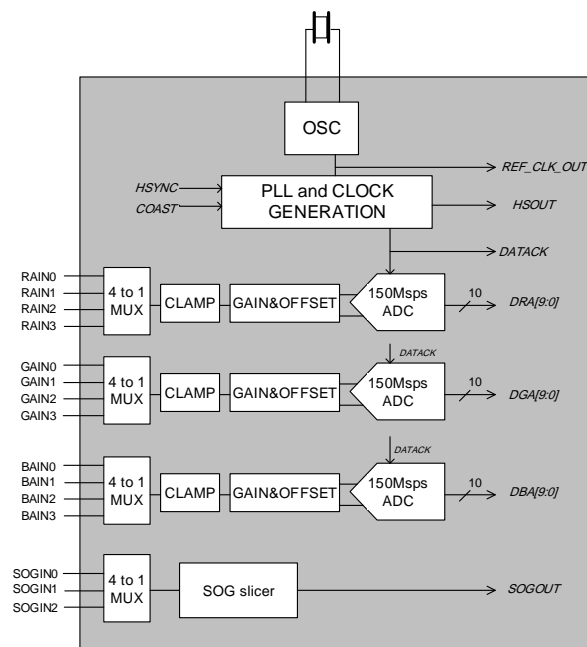 OSC
REF_CLK_OUT
HSYNC
COAST
PLL and CLOCK
GENERATION
HSOUT
DATACK
RAIN0
RAIN1
RAIN2
RAIN3
4 to 1
MUX
CLAMP
GAIN&OFFSET
150Msps
ADC
10
DRA[9:0]
DATACK
GAIN0
GAIN1
GAIN2
GAIN3
4 to 1
MUX
CLAMP
GAIN&OFFSET
150Msps
ADC
10
DGA[9:0]
DATACK
BAIN0
BAIN1
BAIN2
BAIN3
4 to 1
MUX
CLAMP
GAIN&OFFSET
150Msps
ADC
10
DBA[9:0]
SOGIN0
SOGIN1
SOGIN2
4 to 1
MUX
SOG slicer
SOGOUT